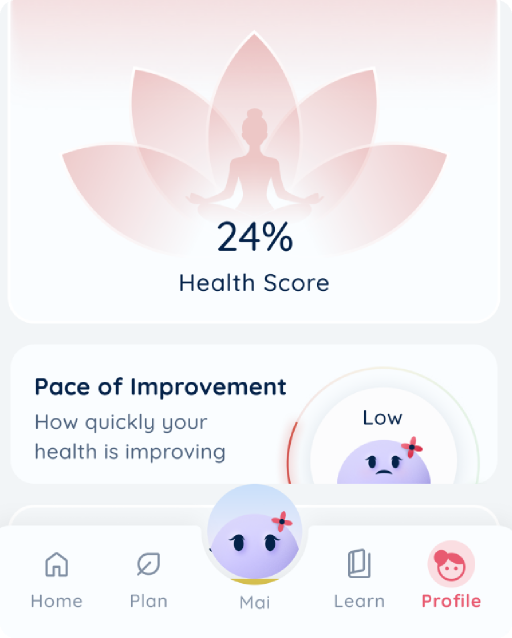 24%
Health Score
Pace of Improvement
How quickly your
health is improving
Low
Home
Plan
Mai
Learn
Profile